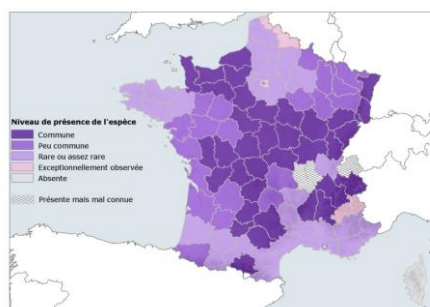 Niveau de présence de l'espèce
Commune
Peu commune
Rare ou assez rare
Exceptionnellement observée
Absente
Présente mais mal connue